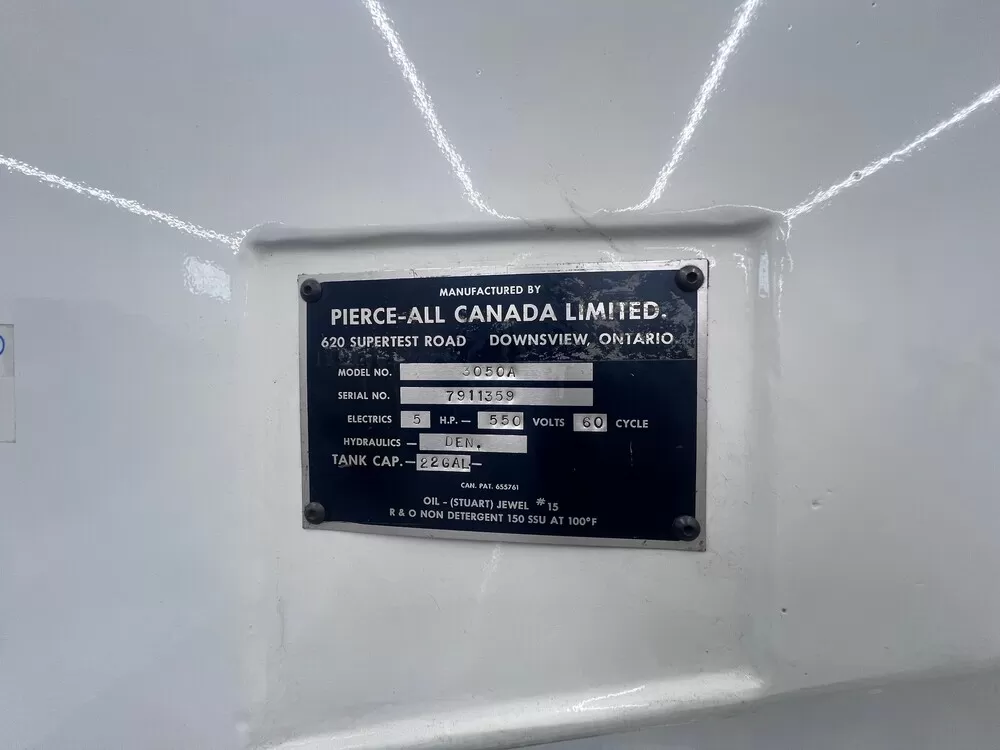 MANUFACTURED BY
PIERCE-ALL CANADA LIMITED.
620 SUPERTEST ROAD DOWNSVIEW, ONTARIO.
MODEL NO. 3050A
SERIAL NO. 7911359
ELECTRICS 5 H.P.— 550 VOLTS 60 CYCLE
HYDRAULICS — DEN.
TANK CAP.— 22GAL—
CAN. PAT. 655761
OIL - (STUART) JEWEL #15
R & O NON DETERGENT 150 SSU AT 100°F